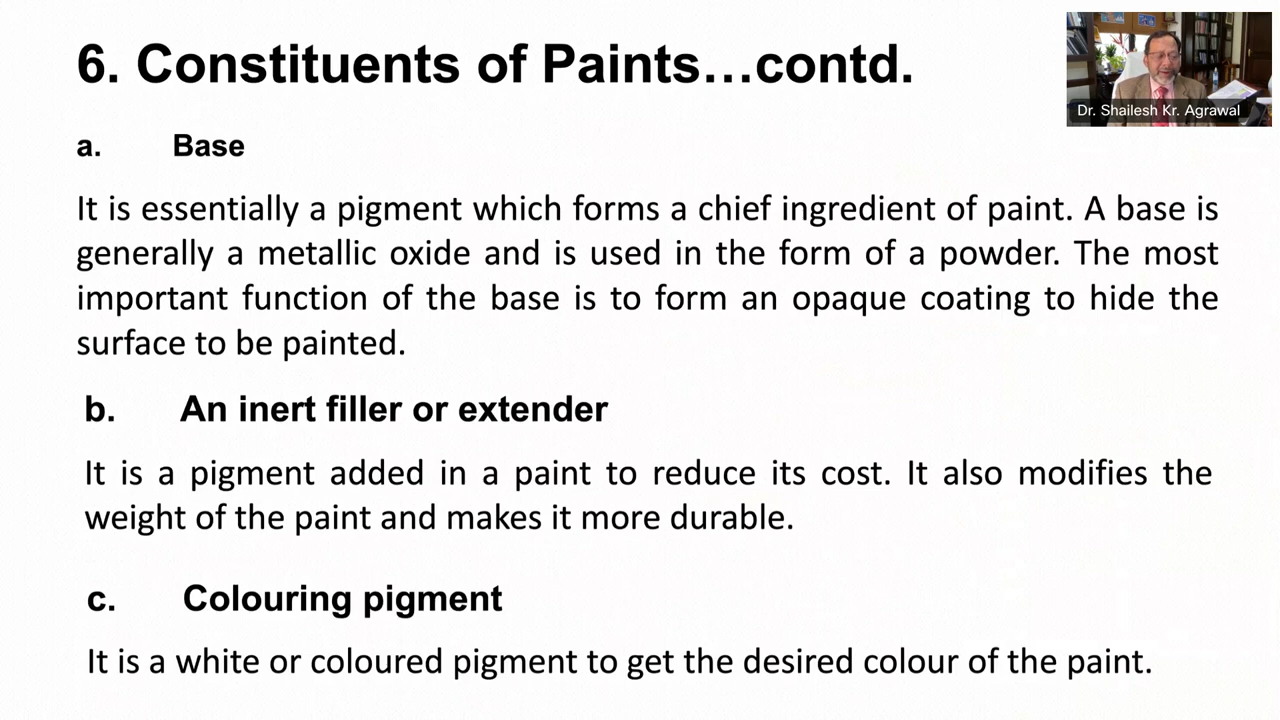 6. Constituents of Paints...contd.
Dr. Shailesh Kr. Agrawal
a. Base
It is essentially a pigment which forms a chief ingredient of paint. A base is
generally a metallic oxide and is used in the form of a powder. The most
important function of the base is to form an opaque coating to hide the
surface to be painted.
b. An inert filler or extender
It is a pigment added in a paint to reduce its cost. It also modifies the
weight of the paint and makes it more durable.
c. Colouring pigment
It is a white or coloured pigment to get the desired colour of the paint.